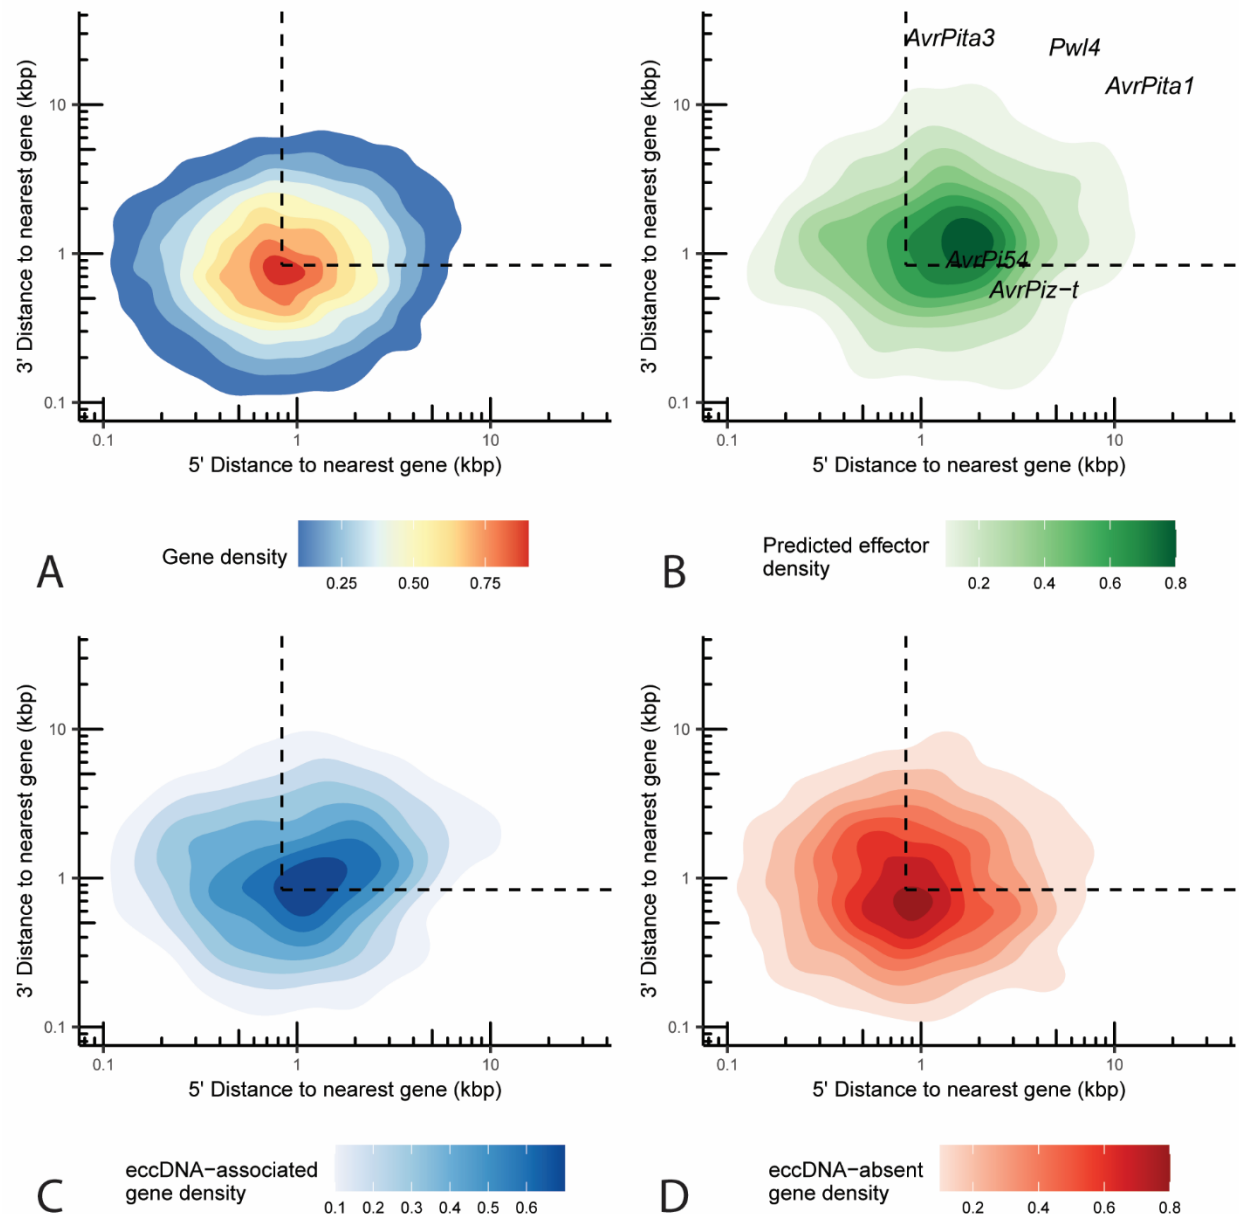 3' Distance to nearest gene (kbp)
10
1
0.1
0.1
1
10
5' Distance to nearest gene (kbp)
A
Gene density
0.25
0.50
0.75
AvrPita3
Pwl4
AvrPita1
AvrPi54
AvrPiz−t
3' Distance to nearest gene (kbp)
10
1
0.1
0.1
1
10
5' Distance to nearest gene (kbp)
B
Predicted effector
density
0.2
0.4
0.6
0.8
3' Distance to nearest gene (kbp)
10
1
0.1
0.1
1
10
5' Distance to nearest gene (kbp)
C
eccDNA−associated
gene density
0.1
0.2
0.3
0.4
0.5
0.6
3' Distance to nearest gene (kbp)
10
1
0.1
0.1
1
10
5' Distance to nearest gene (kbp)
D
eccDNA−absent
gene density
0.2
0.4
0.6
0.8